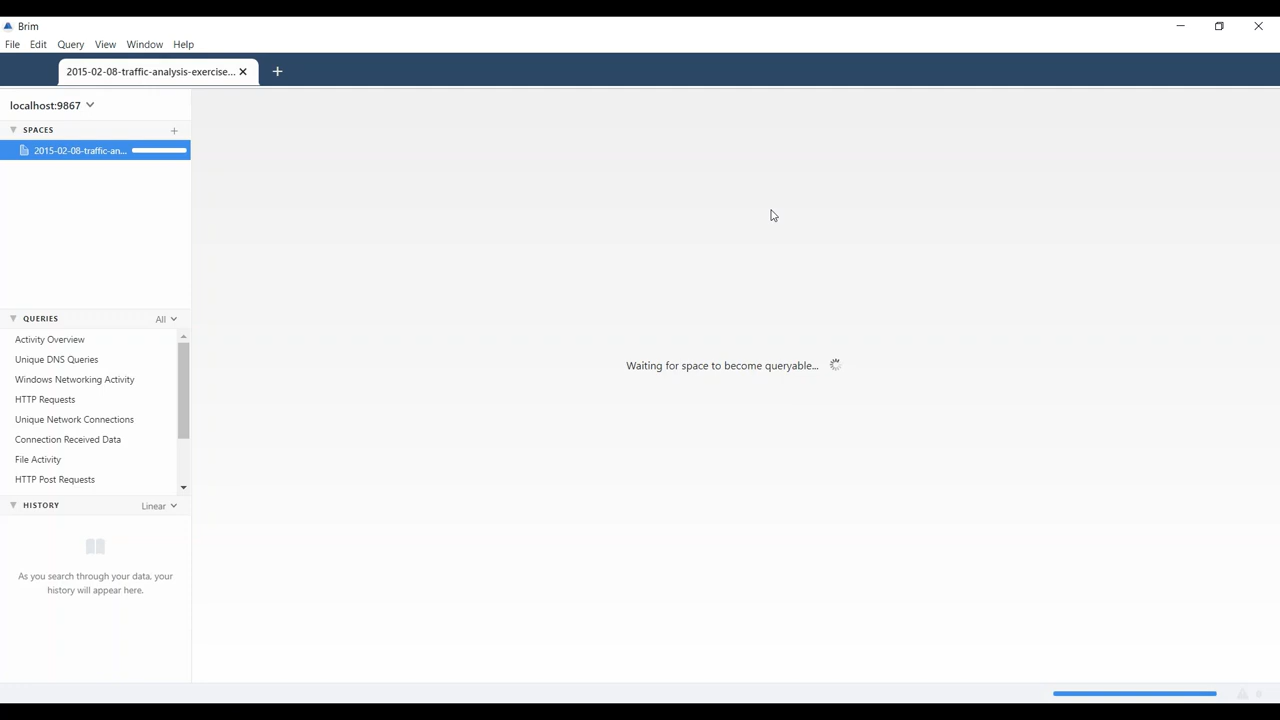 Brim
File Edit Query View Window Help
2015-02-08-traffic-analysis-exercise...
localhost:9867
SPACES
2015-02-08-traffic-an...
Waiting for space to become queryable...
QUERIES All
Activity Overview
Unique DNS Queries
Windows Networking Activity
HTTP Requests
Unique Network Connections
Connection Received Data
File Activity
HTTP Post Requests
HISTORY Linear
As you search through your data, your
history will appear here.